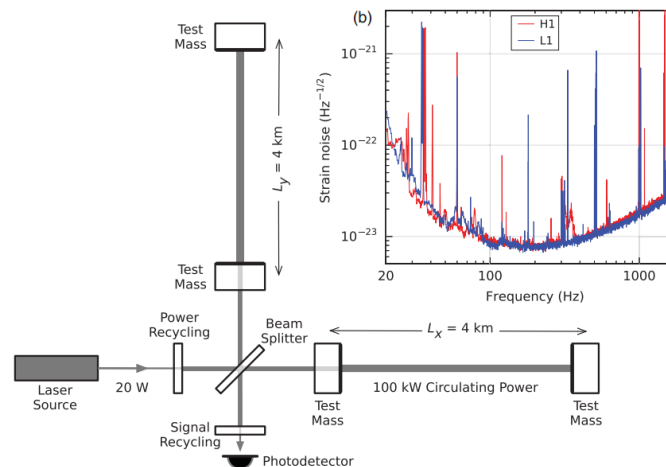 Test
Mass
L_y = 4 km
Test
Mass
Power
Recycling
Beam
Splitter
Laser
Source
20 W
L_x = 4 km
100 kW Circulating Power
Test
Mass
Test
Mass
Signal
Recycling
Photodetector
(b)
H1
L1
Strain noise (Hz^{-1/2})
10^{-21}
10^{-22}
10^{-23}
20 100 1000
Frequency (Hz)